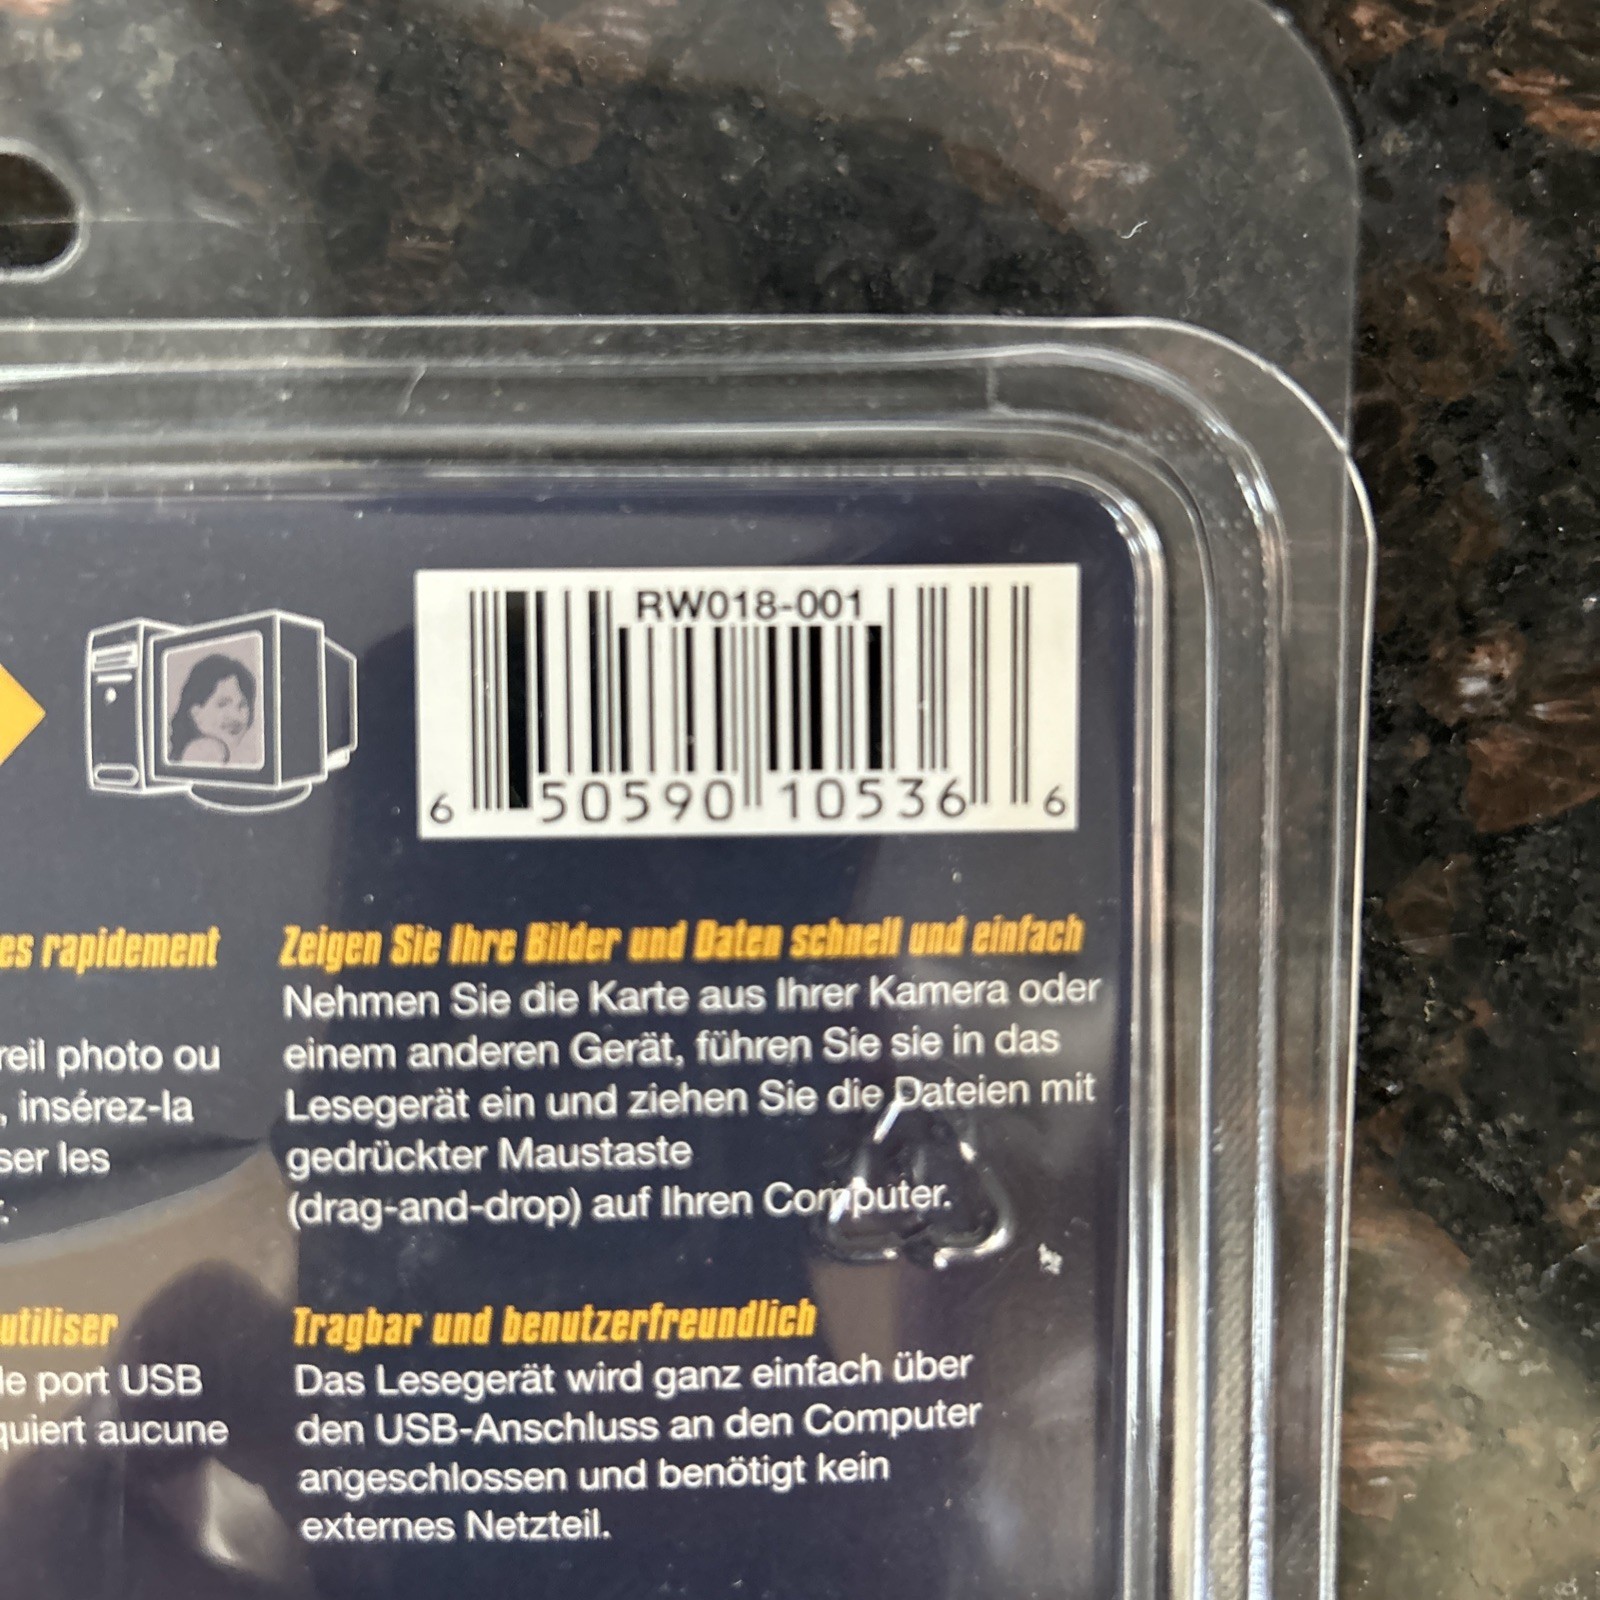 RW018-001
6 50590 10536 6
es rapidement
reil photo ou
, insérez-la
ser les
utiliser
le port USB
quiert aucune
Zeigen Sie Ihre Bilder und Daten schnell und einfach
Nehmen Sie die Karte aus Ihrer Kamera oder
einem anderen Gerät, führen Sie sie in das
Lesegerät ein und ziehen Sie die Dateien mit
gedrückter Maustaste
(drag-and-drop) auf Ihren Computer.
Tragbar und benutzerfreundlich
Das Lesegerät wird ganz einfach über
den USB-Anschluss an den Computer
angeschlossen und benötigt kein
externes Netzteil.